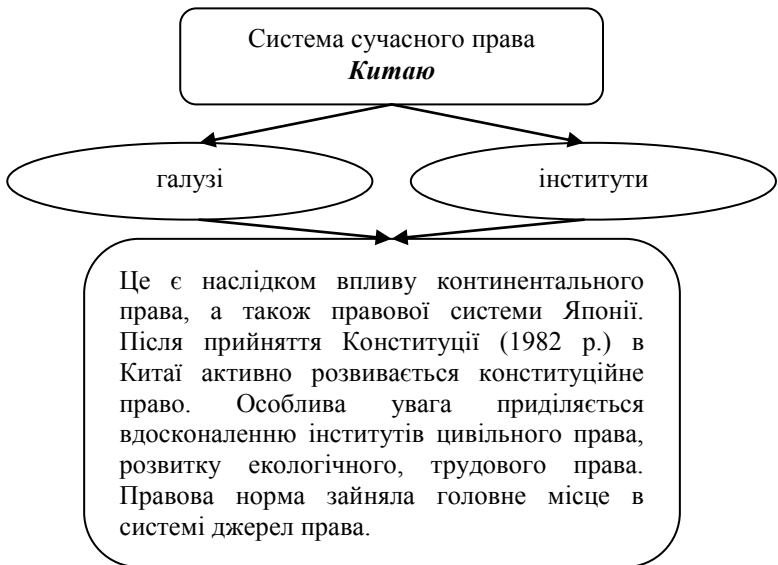 Система сучасного права
Китаю
галузі
інститути
Це є наслідком впливу континентального
права, а також правової системи Японії.
Після прийняття Конституції (1982 р.) в
Китаї активно розвивається конституційне
право. Особлива увага приділяється
вдосконаленню інститутів цивільного права,
розвитку екологічного, трудового права.
Правова норма зайняла головне місце в
системі джерел права.